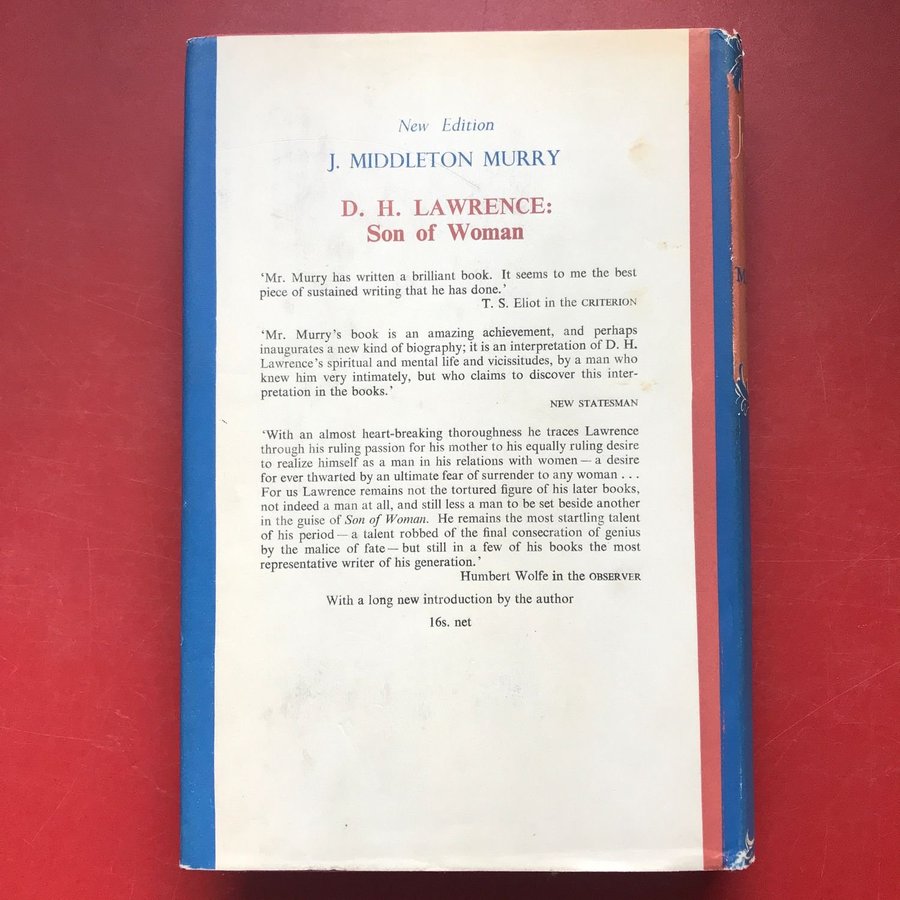 New Edition
J. MIDDLETON MURRY
D. H. LAWRENCE:
Son of Woman
‘Mr. Murry has written a brilliant book. It seems to me the best
piece of sustained writing that he has done.’
T. S. Eliot in the CRITERION
‘Mr. Murry’s book is an amazing achievement, and perhaps
inaugurates a new kind of biography; it is an interpretation of D. H.
Lawrence’s spiritual and mental life and vicissitudes, by a man who
knew him very intimately, but who claims to discover this inter-
pretation in the books.’
NEW STATESMAN
‘With an almost heart-breaking thoroughness he traces Lawrence
through his ruling passion for his mother to his equally ruling desire
to realize himself as a man in his relations with women — a desire
for ever thwarted by an ultimate fear of surrender to any woman . . .
For us Lawrence remains not the tortured figure of his later books,
not indeed a man at all, and still less a man to be set beside another
in the guise of Son of Woman. He remains the most startling talent
of his period — a talent robbed of the final consecration of genius
by the malice of fate — but still in a few of his books the most
representative writer of his generation.’
Humbert Wolfe in the OBSERVER
With a long new introduction by the author
16s. net